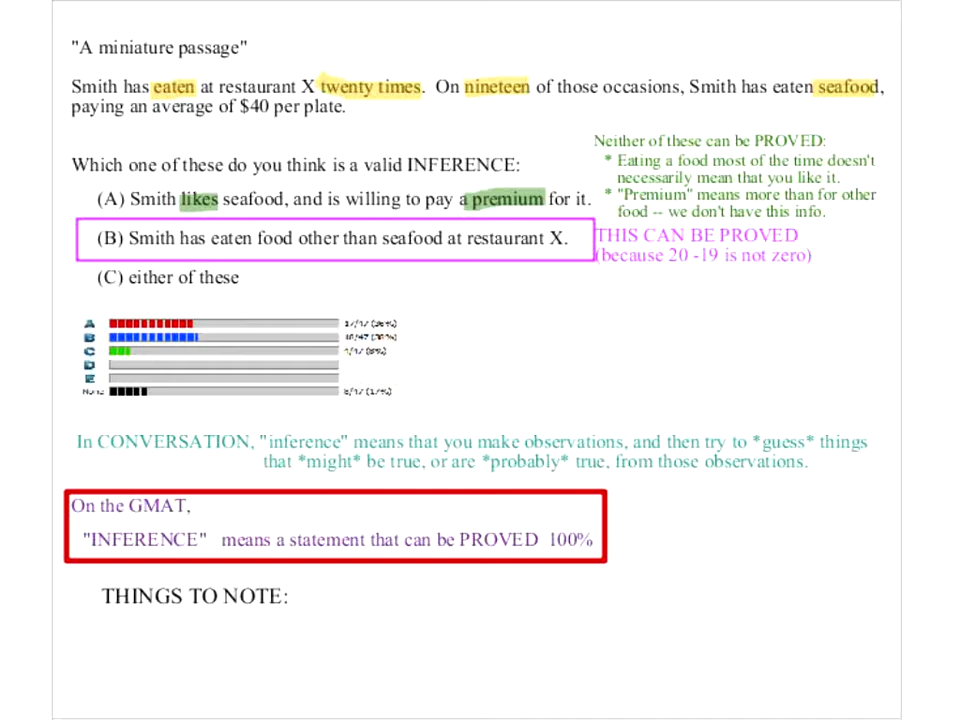 "A miniature passage"
Smith has eaten at restaurant X twenty times. On nineteen of those occasions, Smith has eaten seafood,
paying an average of $40 per plate.
Neither of these can be PROVED:
Which one of these do you think is a valid INFERENCE:
* Eating a food most of the time doesn't
necessarily mean that you like it.
(A) Smith likes seafood, and is willing to pay a premium for it.
* "Premium" means more than for other
food -- we don't have this info.
(B) Smith has eaten food other than seafood at restaurant X.
THIS CAN BE PROVED
(because 20 -19 is not zero)
(C) either of these
A
B
C
D
E
None 8/47 (17%)
In CONVERSATION, "inference" means that you make observations, and then try to *guess* things
that *might* be true, or are *probably* true, from those observations.
On the GMAT,
"INFERENCE" means a statement that can be PROVED 100%
THINGS TO NOTE: